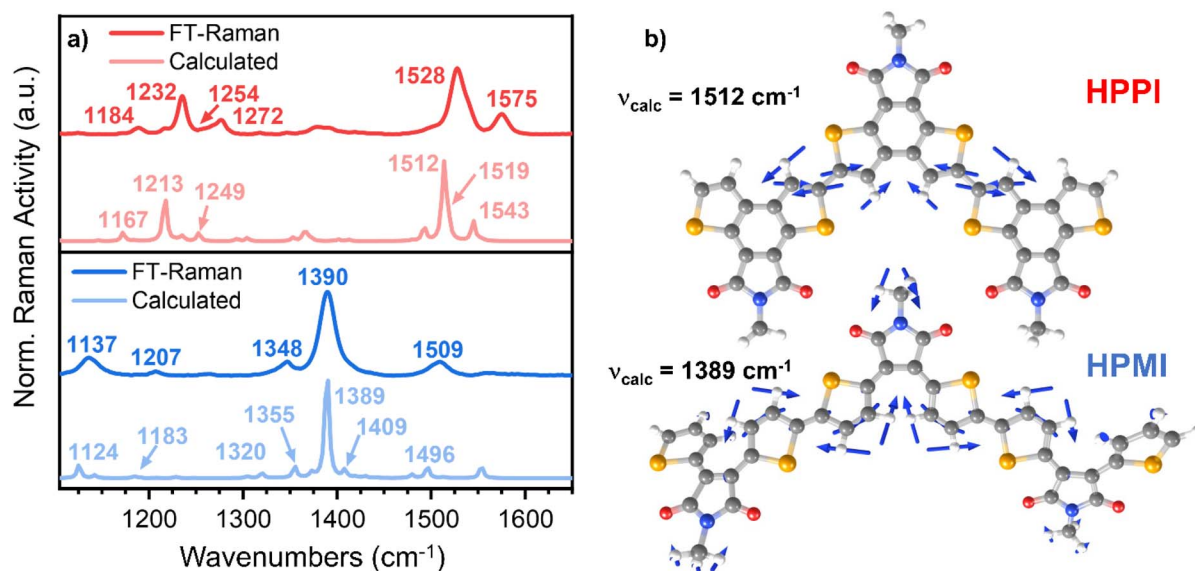 a)
FT-Raman
Calculated
1528
1232
1254
1184
1272
1575
1512
1519
1213
1249
1167
1543
FT-Raman
Calculated
1390
1137
1207
1348
1509
1389
1355
1409
1124
1183
1320
1496
1200 1300 1400 1500 1600
Wavenumbers (cm⁻¹)
Norm. Raman Activity (a.u.)
b)
νcalc = 1512 cm⁻¹
HPPI
νcalc = 1389 cm⁻¹
HPMI